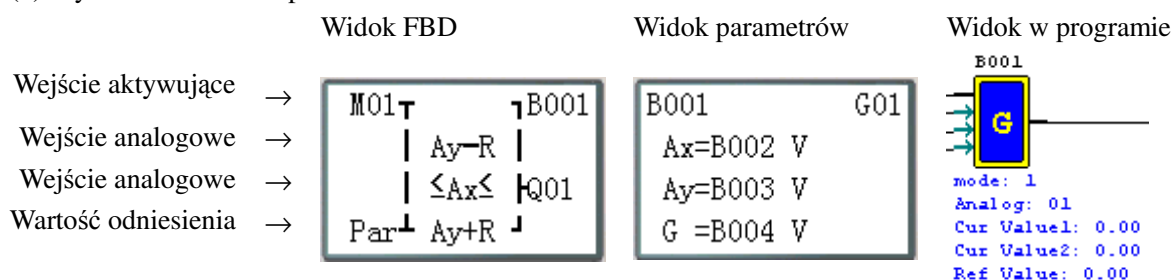 Widok FBD Widok parametrów Widok w programie
Wejście aktywujące →
Wejście analogowe →
Wejście analogowe →
Wartość odniesienia →
M01 B001
Ay-R
≤Ax≤ Q01
Par Ay+R
B001 G01
Ax=B002 V
Ay=B003 V
G =B004 V
B001
G
mode: 1
Analog: 01
Cur Value1: 0.00
Cur Value2: 0.00
Ref Value: 0.00